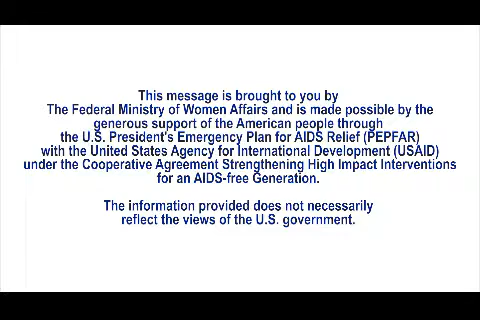 This message is brought to you by
The Federal Ministry of Women Affairs and is made possible by the
generous support of the American people through
the U.S. President's Emergency Plan for AIDS Relief (PEPFAR)
with the United States Agency for International Development (USAID)
under the Cooperative Agreement Strengthening High Impact Interventions
for an AIDS-free Generation.
The information provided does not necessarily
reflect the views of the U.S. government.